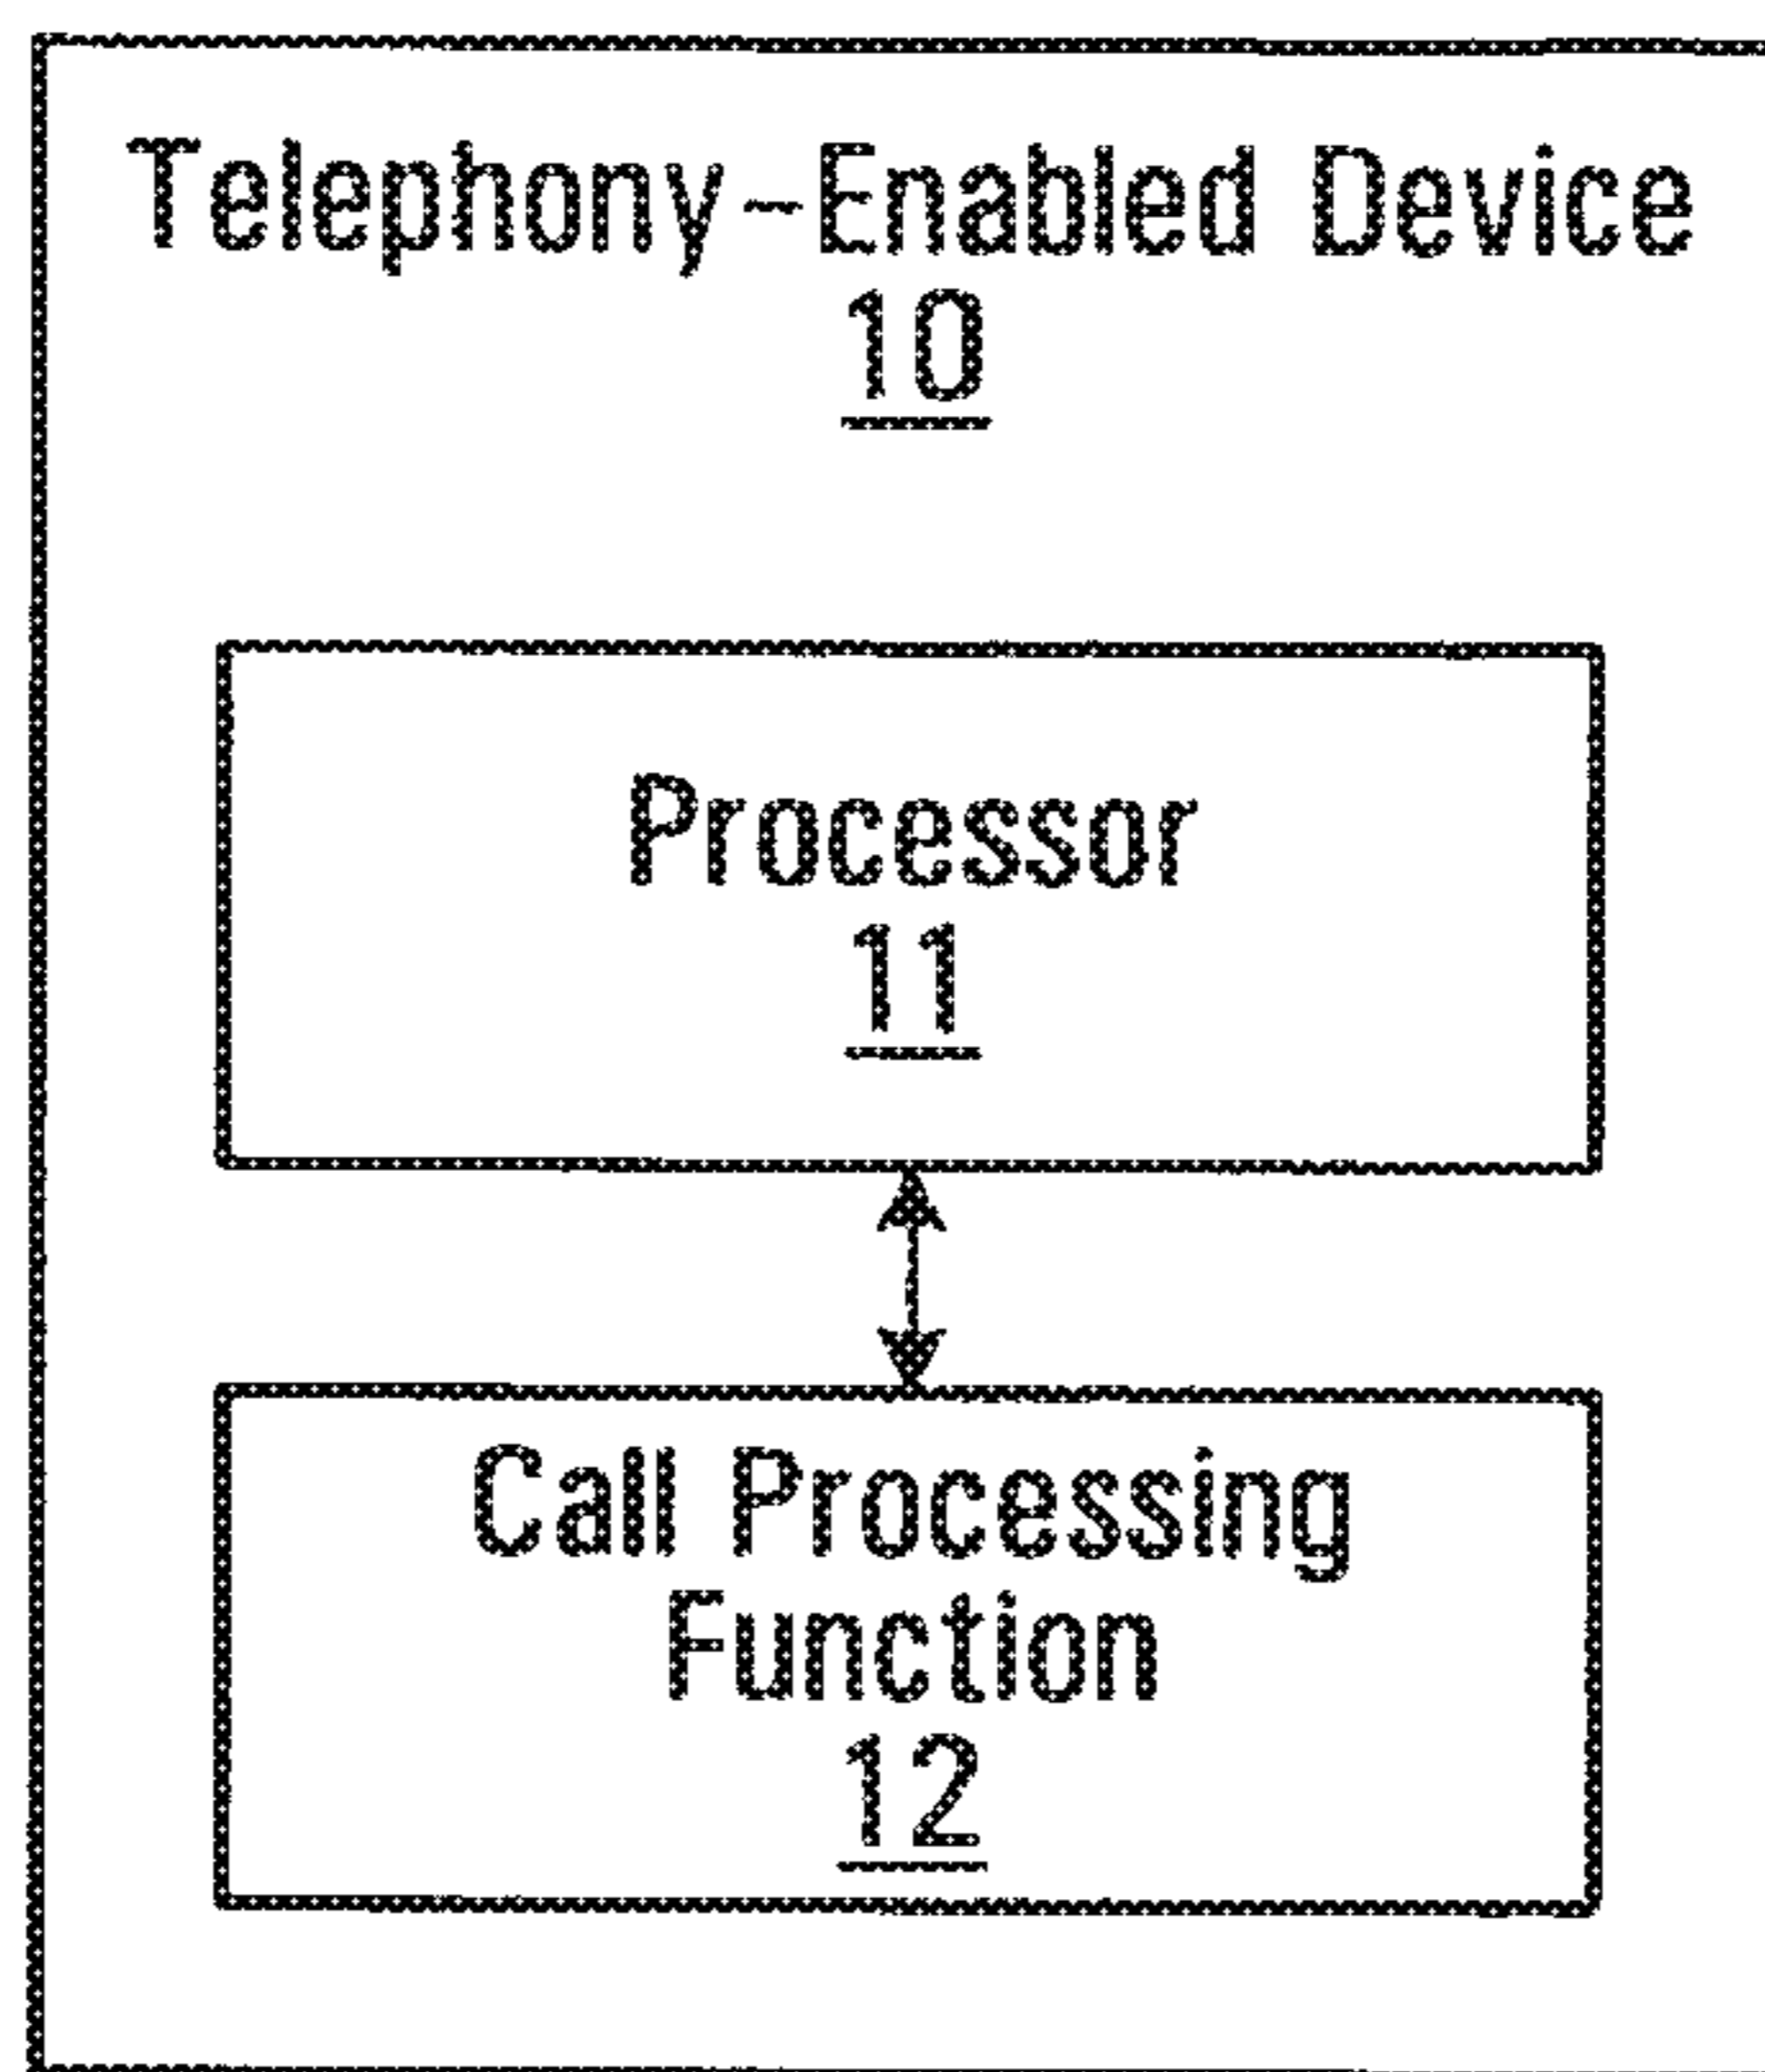 Telephony-Enabled Device
10
Processor
11
Call Processing
Function
12